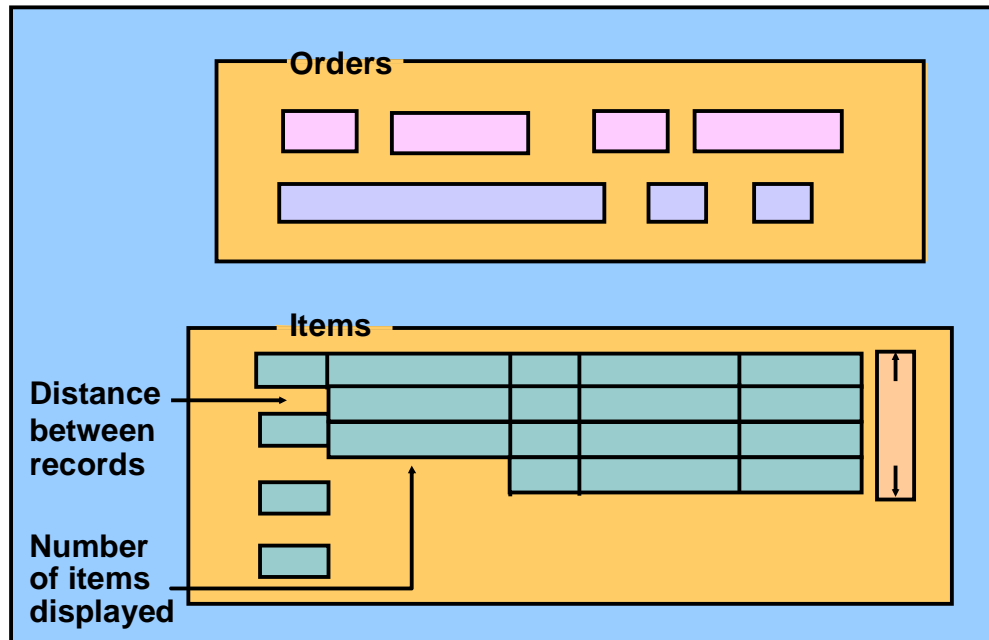 Orders
Items
Distance
between
records
Number
of items
displayed